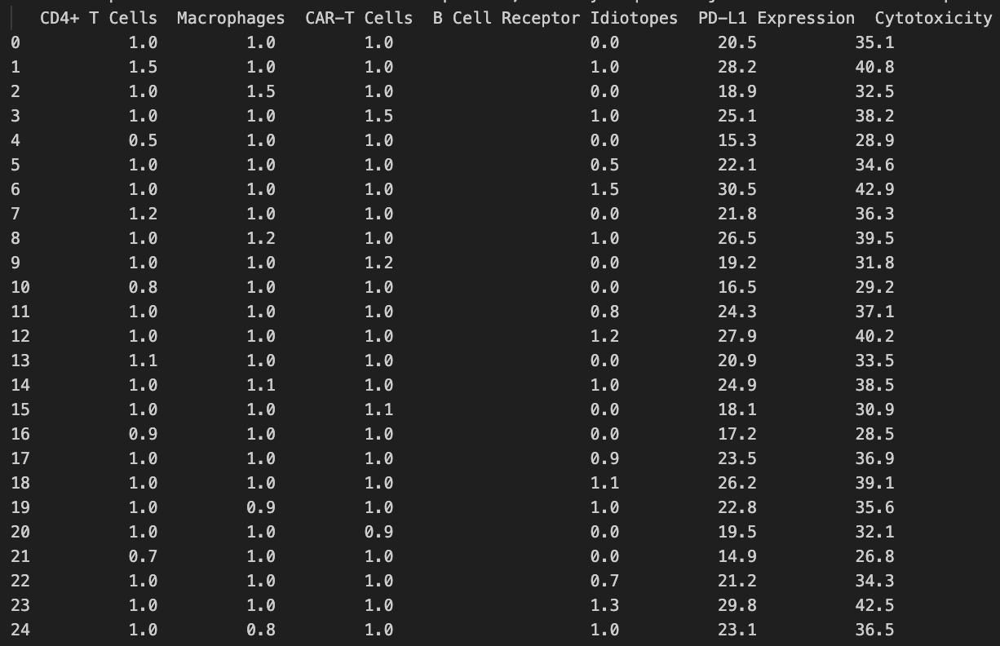 CD4+ T Cells  Macrophages  CAR-T Cells  B Cell Receptor Idiotopes  PD-L1 Expression  Cytotoxicity
0 1.0 1.0 1.0 0.0 20.5 35.1
1 1.5 1.0 1.0 1.0 28.2 40.8
2 1.0 1.5 1.0 0.0 18.9 32.5
3 1.0 1.0 1.5 1.0 25.1 38.2
4 0.5 1.0 1.0 0.0 15.3 28.9
5 1.0 1.0 1.0 0.5 22.1 34.6
6 1.0 1.0 1.0 1.5 30.5 42.9
7 1.2 1.0 1.0 0.0 21.8 36.3
8 1.0 1.2 1.0 1.0 26.5 39.5
9 1.0 1.0 1.2 0.0 19.2 31.8
10 0.8 1.0 1.0 0.0 16.5 29.2
11 1.0 1.0 1.0 0.8 24.3 37.1
12 1.0 1.0 1.0 1.2 27.9 40.2
13 1.1 1.0 1.0 0.0 20.9 33.5
14 1.0 1.1 1.0 1.0 24.9 38.5
15 1.0 1.0 1.1 0.0 18.1 30.9
16 0.9 1.0 1.0 0.0 17.2 28.5
17 1.0 1.0 1.0 0.9 23.5 36.9
18 1.0 1.0 1.0 1.1 26.2 39.1
19 1.0 0.9 1.0 1.0 22.8 35.6
20 1.0 1.0 0.9 0.0 19.5 32.1
21 0.7 1.0 1.0 0.0 14.9 26.8
22 1.0 1.0 1.0 0.7 21.2 34.3
23 1.0 1.0 1.0 1.3 29.8 42.5
24 1.0 0.8 1.0 1.0 23.1 36.5